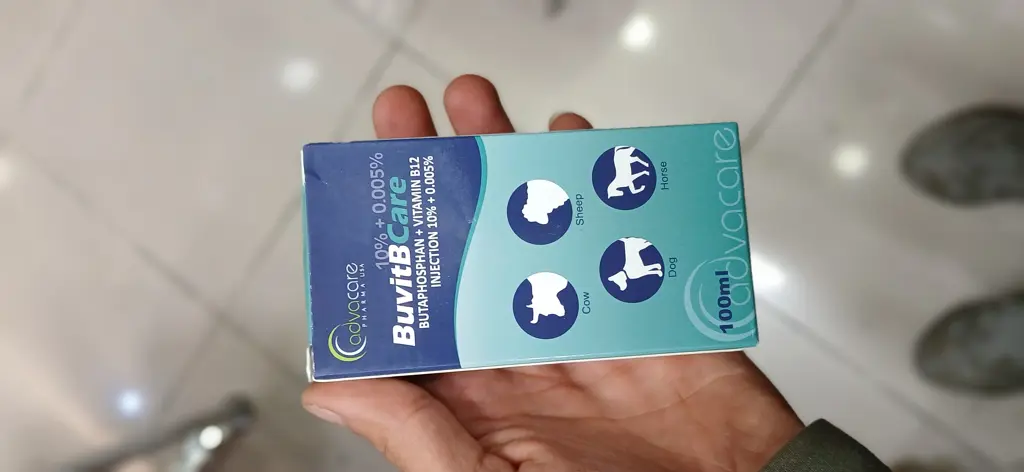 advacare
PHARMA USA
10% + 0.005%
BuvitBCare
BUTAPHOSPHAN + VITAMIN B12
INJECTION 10% + 0.005%
Cow
Sheep
Dog
Horse
100ml
advacare